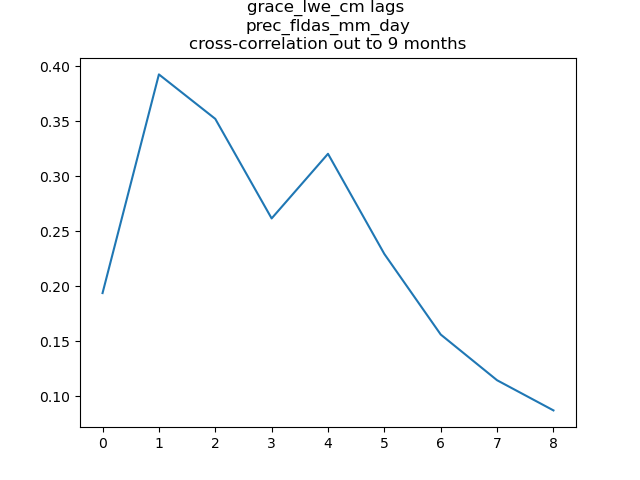 grace_lwe_cm lags
prec_fldas_mm_day
cross-correlation out to 9 months
0.40
0.35
0.30
0.25
0.20
0.15
0.10
0 1 2 3 4 5 6 7 8